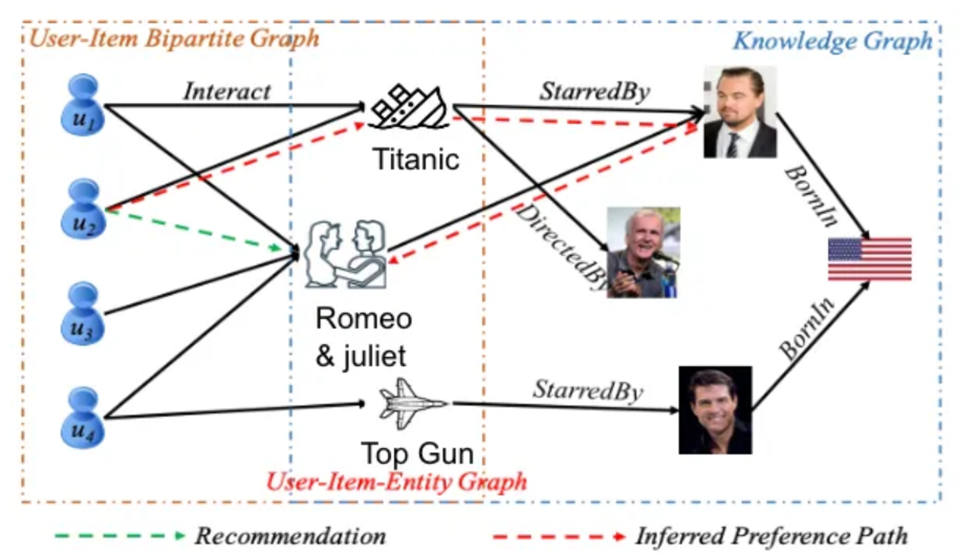 User-Item Bipartite Graph
Knowledge Graph
u1
Interact
Titanic
StarredBy
BornIn
u2
DirectedBy
u3
Romeo
& juliet
BornIn
u4
StarredBy
Top Gun
User-Item-Entity Graph
Recommendation
Inferred Preference Path